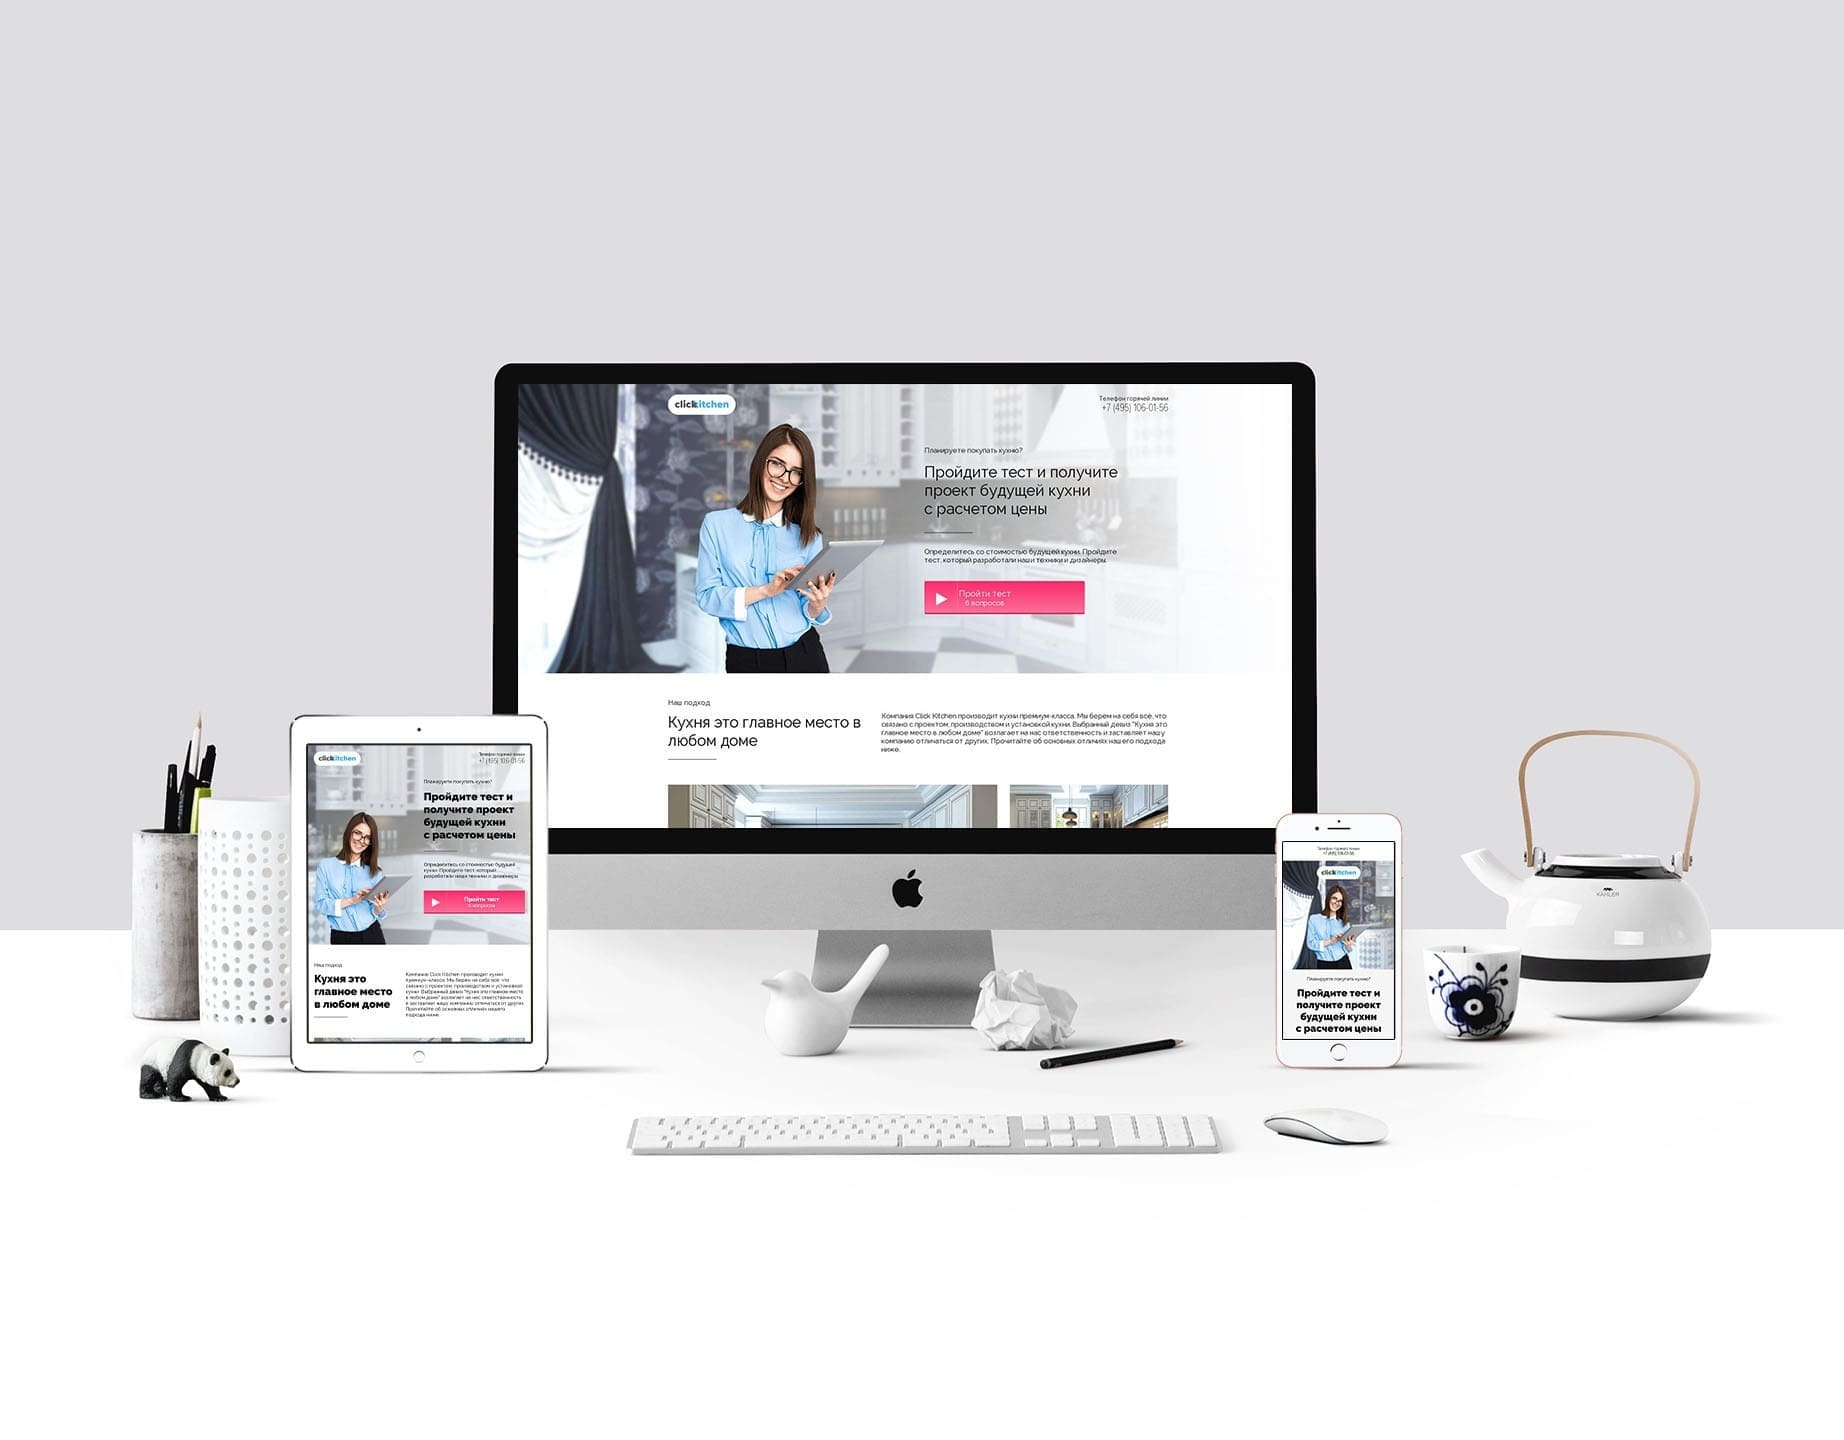 clickkitchen
Телефон горячей линии
+7 (495) 106-01-56
Планируете покупать кухню?
Пройдите тест и получите
проект будущей кухни
с расчетом цены
Определитесь со стоимостью будущей кухни. Пройдите
тест, который разработали наши техники и дизайнеры
Пройти тест
6 вопросов
Наш подход
Кухня это главное место в
любом доме
Компания Click Kitchen производит кухни премиум-класса. Мы берем на себя все, что
связано с проектом, производством и установкой кухни. Выбранный девиз "Кухня это
главное место в любом доме" возлагает на нас ответственность и заставляет нашу
компанию отличаться от других. Прочитайте об основных отличиях нашего подхода
ниже.
clickkitchen
Телефон горячей линии
+7 (495) 106-01-56
Планируете покупать кухню?
Пройдите тест и
получите проект
будущей кухни
с расчетом цены
Определитесь со стоимостью будущей
кухни. Пройдите тест, который
разработали наши техники и дизайнеры
Пройти тест
6 вопросов
Наш подход
Кухня это
главное место
в любом доме
Компания Click Kitchen производит кухни
премиум-класса. Мы берем на себя все, что
связано с проектом, производством и установкой
кухни. Выбранный девиз "Кухня это главное место
в любом доме" возлагает на нас ответственность
и заставляет нашу компанию отличаться от других.
Прочитайте об основных отличиях нашего
подхода ниже.
Телефон горячей линии
+7 (495) 106-01-56
clickkitchen
Планируете покупать кухню?
Пройдите тест и
получите проект
будущей кухни
с расчетом цены
KÄHLER